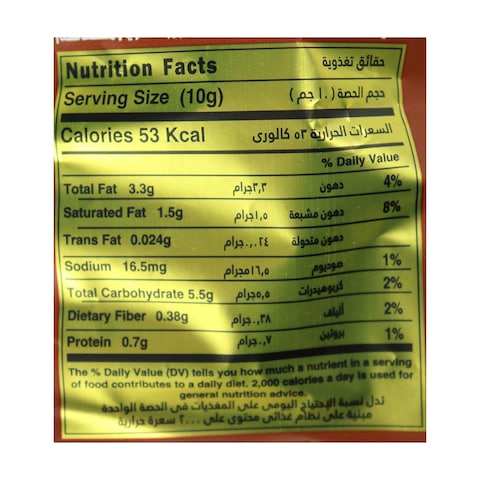 Nutrition Facts حقائق تغذوية
Serving Size (10g) حجم الحصة (١٠ جم)
Calories 53 Kcal السعرات الحرارية ٥٣ كالورى
% Daily Value
Total Fat 3.3g ٣,٣جرام دهون 4%
Saturated Fat 1.5g ١,٥جرام دهون مشبعة 8%
Trans Fat 0.024g ٠,٠٢٤جرام دهون متحولة
Sodium 16.5mg ١٦,٥مجرام صوديوم 1%
Total Carbohydrate 5.5g ٥,٥جرام كربوهيدرات 2%
Dietary Fiber 0.38g ٠,٣٨جرام ألياف 2%
Protein 0.7g ٠,٧جرام بروتين 1%
The % Daily Value (DV) tells you how much a nutrient in a serving
of food contributes to a daily diet. 2,000 calories a day is used for
general nutrition advice.
تدل نسبة الإحتياج اليومى على المغذيات في الحصة الواحدة
مبنية على نظام غذائى محتوى على ٢٠٠٠ سعرة حرارية